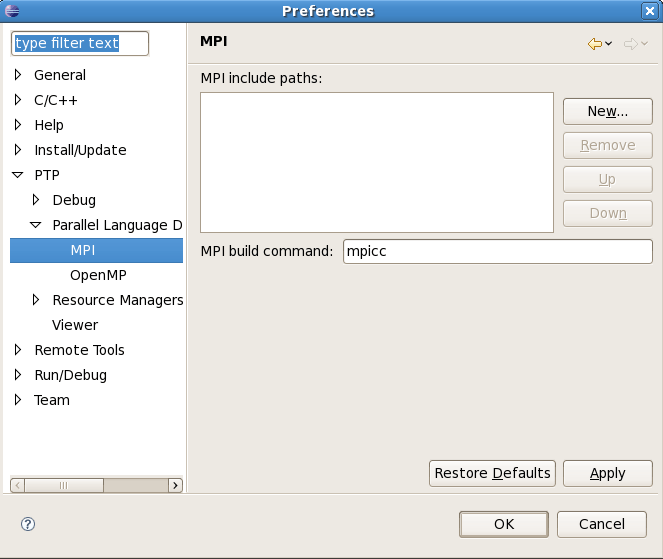 Preferences
type filter text
General
C/C++
Help
Install/Update
PTP
Debug
Parallel Language D
MPI
OpenMP
Resource Managers
Viewer
Remote Tools
Run/Debug
Team
MPI
MPI include paths:
New...
Remove
Up
Down
MPI build command: mpicc
Restore Defaults Apply
? OK Cancel